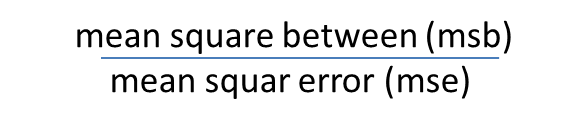 mean square between (msb)
mean squar error (mse)